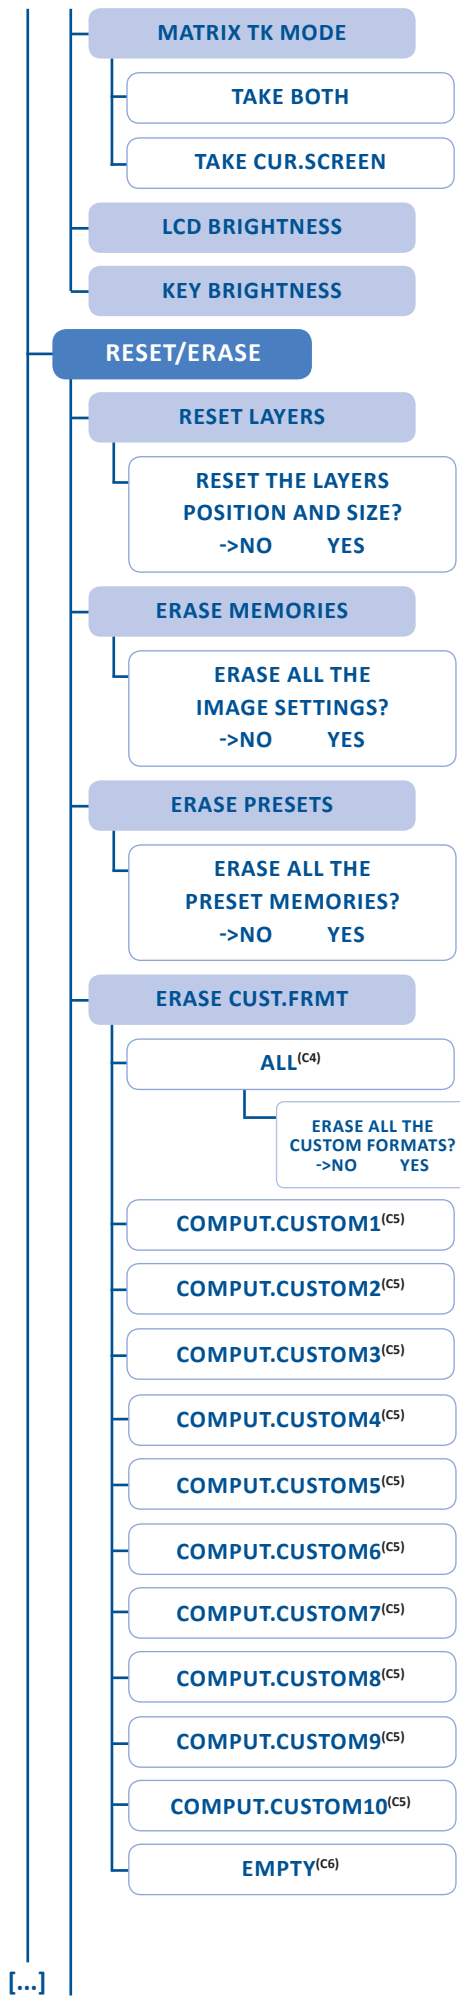 MATRIX TK MODE
TAKE BOTH
TAKE CUR.SCREEN
LCD BRIGHTNESS
KEY BRIGHTNESS
RESET/ERASE
RESET LAYERS
RESET THE LAYERS
POSITION AND SIZE?
->NO YES
ERASE MEMORIES
ERASE ALL THE
IMAGE SETTINGS?
->NO YES
ERASE PRESETS
ERASE ALL THE
PRESET MEMORIES?
->NO YES
ERASE CUST.FRMT
ALL(C4)
ERASE ALL THE
CUSTOM FORMATS?
->NO YES
COMPUT.CUSTOM1(C5)
COMPUT.CUSTOM2(C5)
COMPUT.CUSTOM3(C5)
COMPUT.CUSTOM4(C5)
COMPUT.CUSTOM5(C5)
COMPUT.CUSTOM6(C5)
COMPUT.CUSTOM7(C5)
COMPUT.CUSTOM8(C5)
COMPUT.CUSTOM9(C5)
COMPUT.CUSTOM10(C5)
EMPTY(C6)
[...]